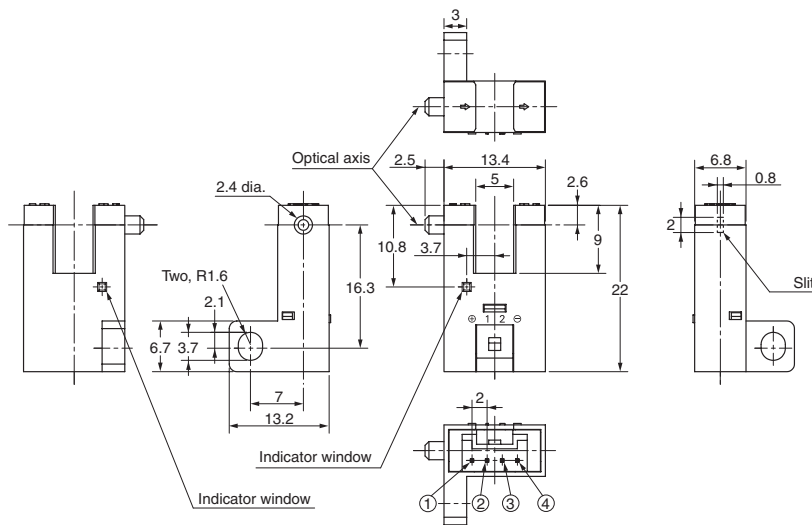 3
Optical axis
2.5
13.4
5
2.6
6.8
0.8
2.4 dia.
10.8
3.7
9
2
16.3
22
Slit
Two, R1.6
2.1
6.7
3.7
⊕ 1 2 ⊖
7
13.2
2
Indicator window
Indicator window
① ② ③ ④